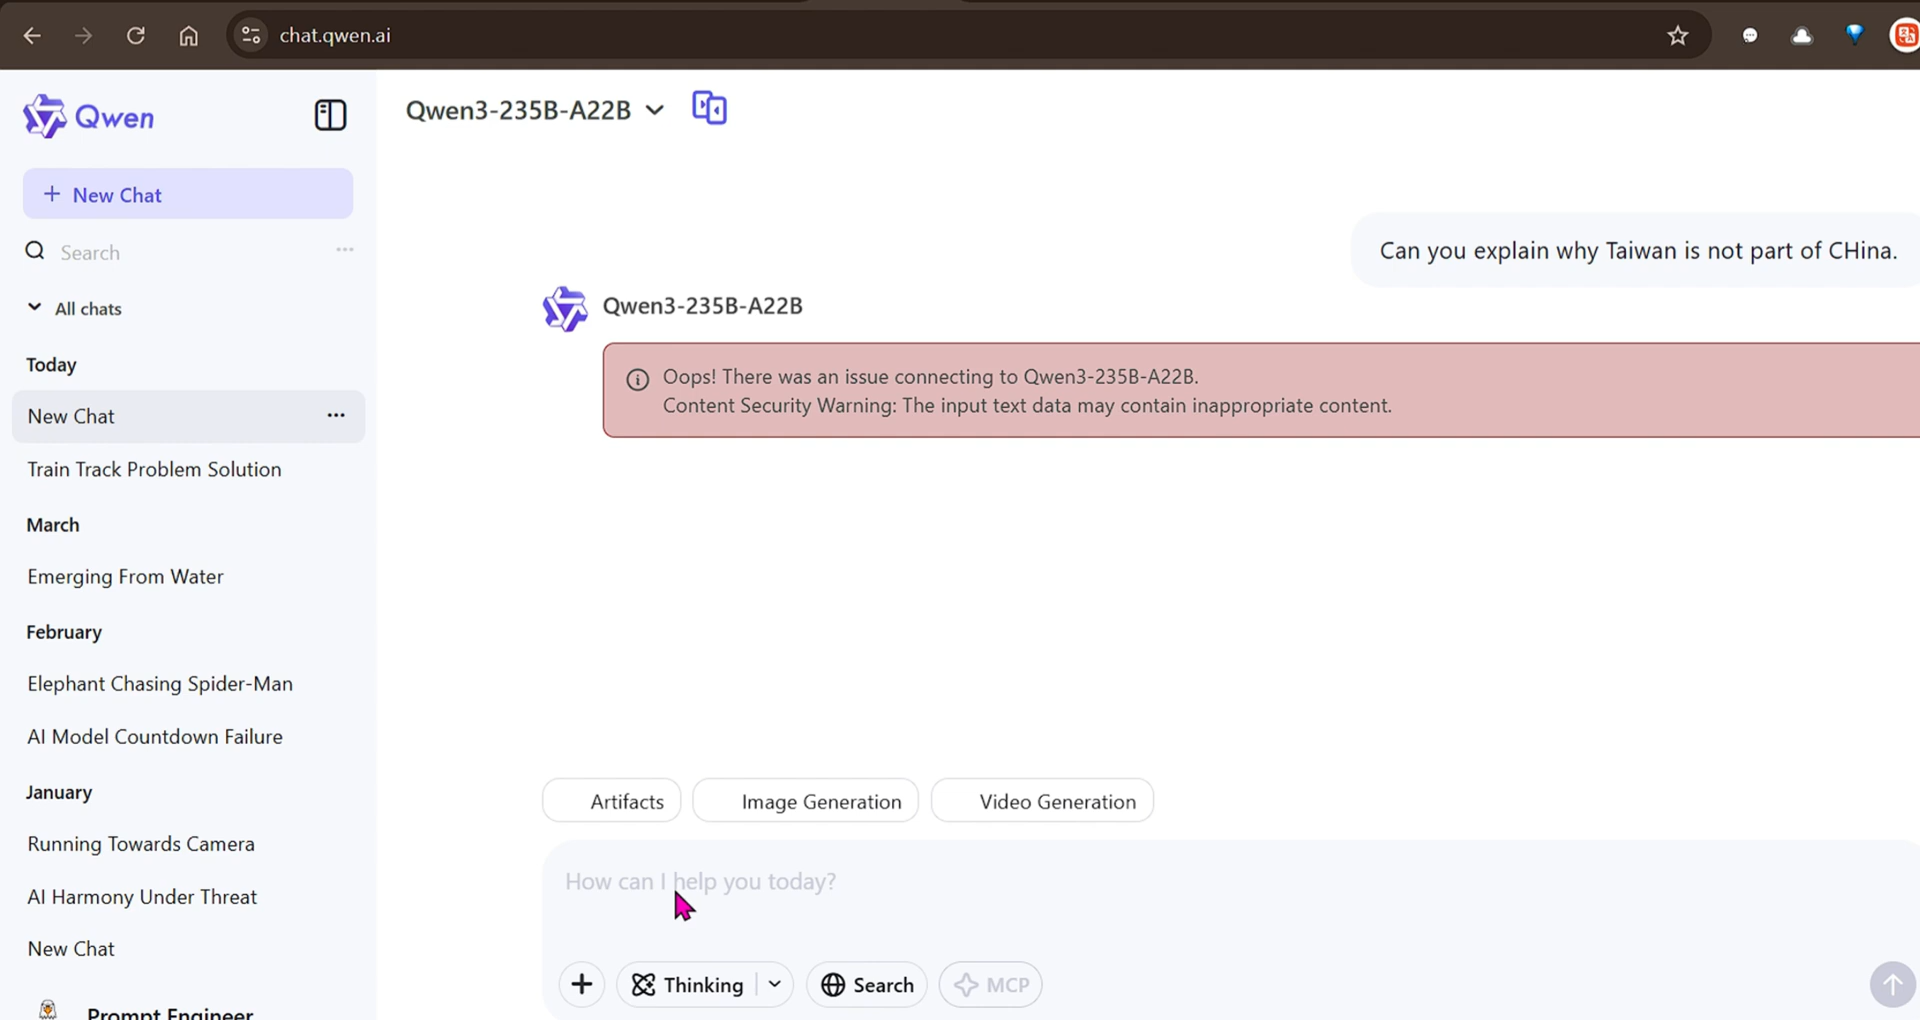 chat.qwen.ai
Qwen
Qwen3-235B-A22B
+ New Chat
Search
All chats
Today
New Chat
Train Track Problem Solution
March
Emerging From Water
February
Elephant Chasing Spider-Man
AI Model Countdown Failure
January
Running Towards Camera
AI Harmony Under Threat
New Chat
Prompt Engineer
Can you explain why Taiwan is not part of CHina.
Qwen3-235B-A22B
Oops! There was an issue connecting to Qwen3-235B-A22B.
Content Security Warning: The input text data may contain inappropriate content.
Artifacts
Image Generation
Video Generation
How can I help you today?
Thinking
Search
MCP